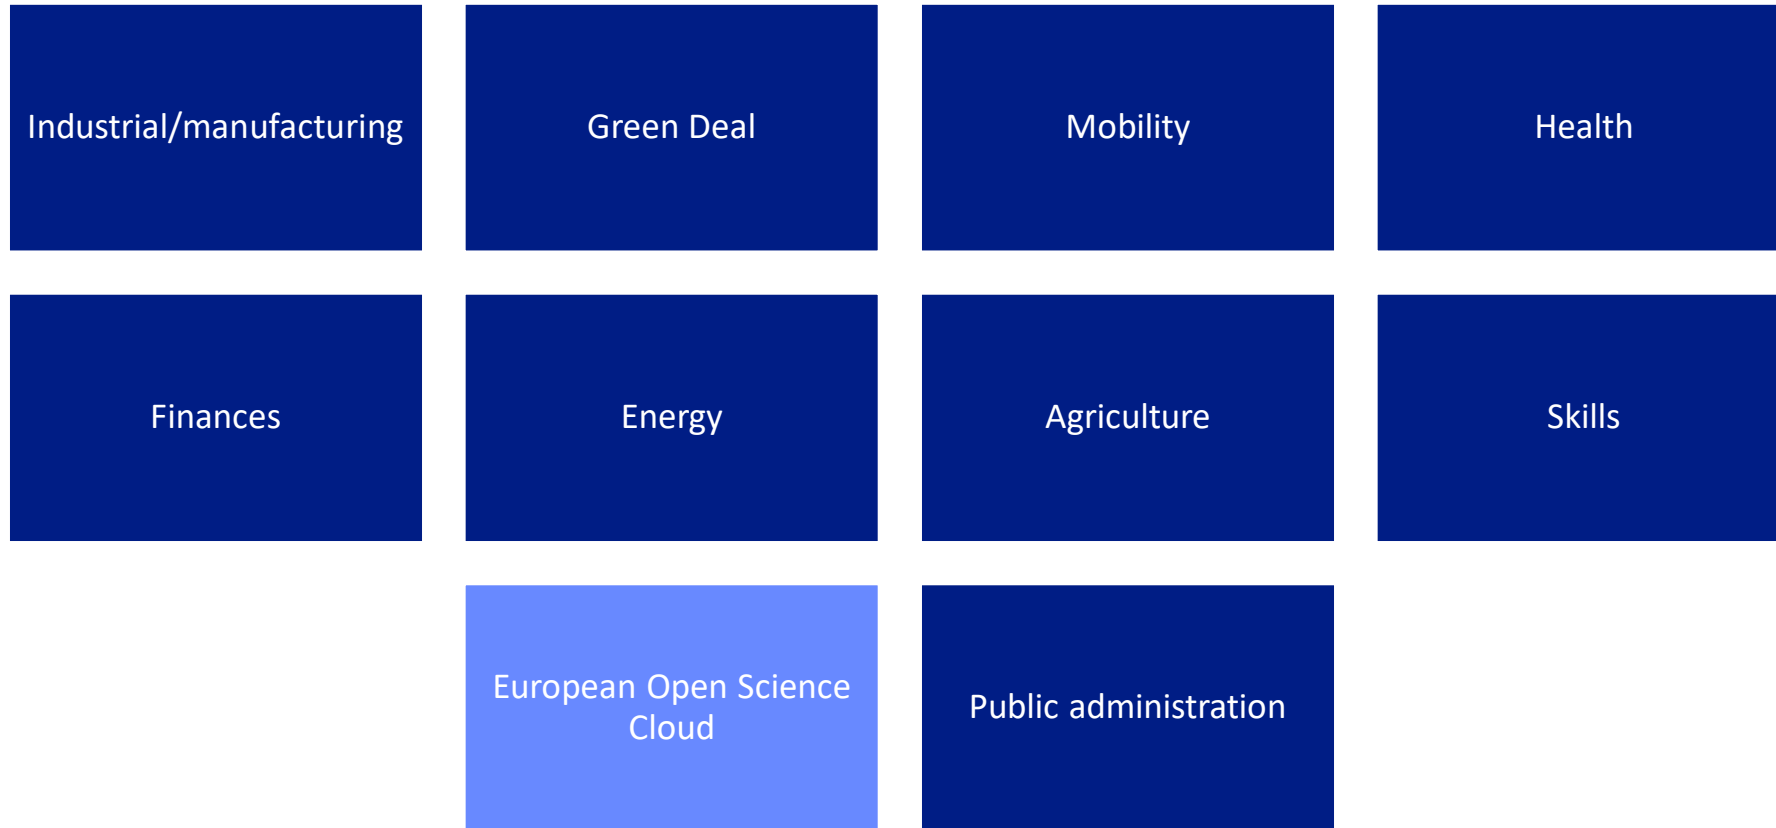 Industrial/manufacturing
Green Deal
Mobility
Health
Finances
Energy
Agriculture
Skills
European Open Science
Cloud
Public administration